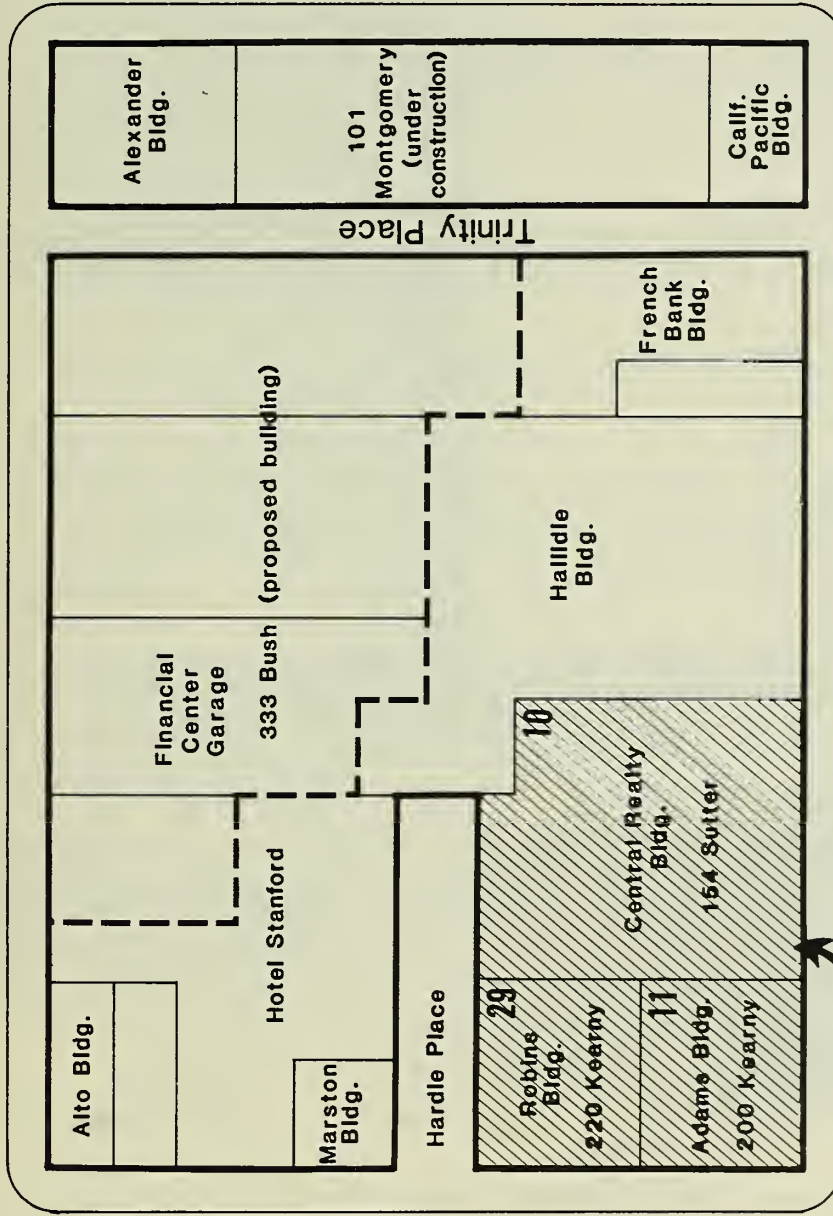 Alexander
Bldg.
101
Montgomery
(under
construction)
Calif.
Pacific
Bldg.
Trinity Place
Financial
Center
Garage
333 Bush (proposed building)
French
Bank
Bldg.
Hallidie
Bldg.
Alto Bldg.
Hotel Stanford
Marston
Bldg.
Hardie Place
10
Central Realty
Bldg.
154 Sutter
29
Robins
Bldg.
220 Kearny
11
Adams Bldg.
200 Kearny